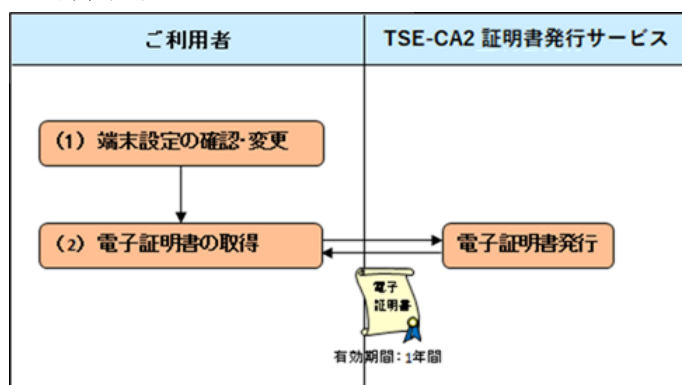 ご利用者
TSE-CA2 証明書発行サービス
(1) 端末設定の確認・変更
(2) 電子証明書の取得
電子証明書発行
電子
証明書
有効期間：1年間